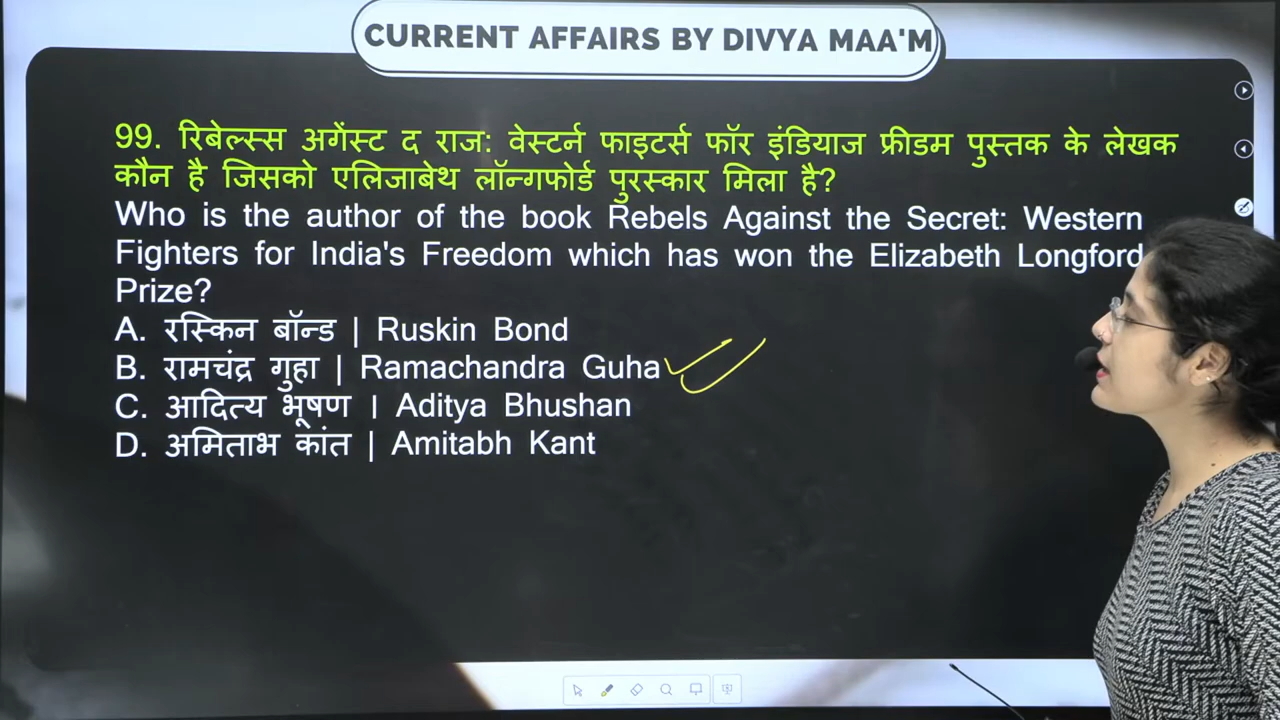 CURRENT AFFAIRS BY DIVYA MAA'M
99. रिबेल्स्स अगेंस्ट द राज: वेस्टर्न फाइटर्स फॉर इंडियाज फ्रीडम पुस्तक के लेखक
कौन है जिसको एलिजाबेथ लॉन्गफोर्ड पुरस्कार मिला है?
Who is the author of the book Rebels Against the Secret: Western
Fighters for India's Freedom which has won the Elizabeth Longford
Prize?
A. रस्किन बॉन्ड | Ruskin Bond
B. रामचंद्र गुहा | Ramachandra Guha
C. आदित्य भूषण । Aditya Bhushan
D. अमिताभ कांत | Amitabh Kant